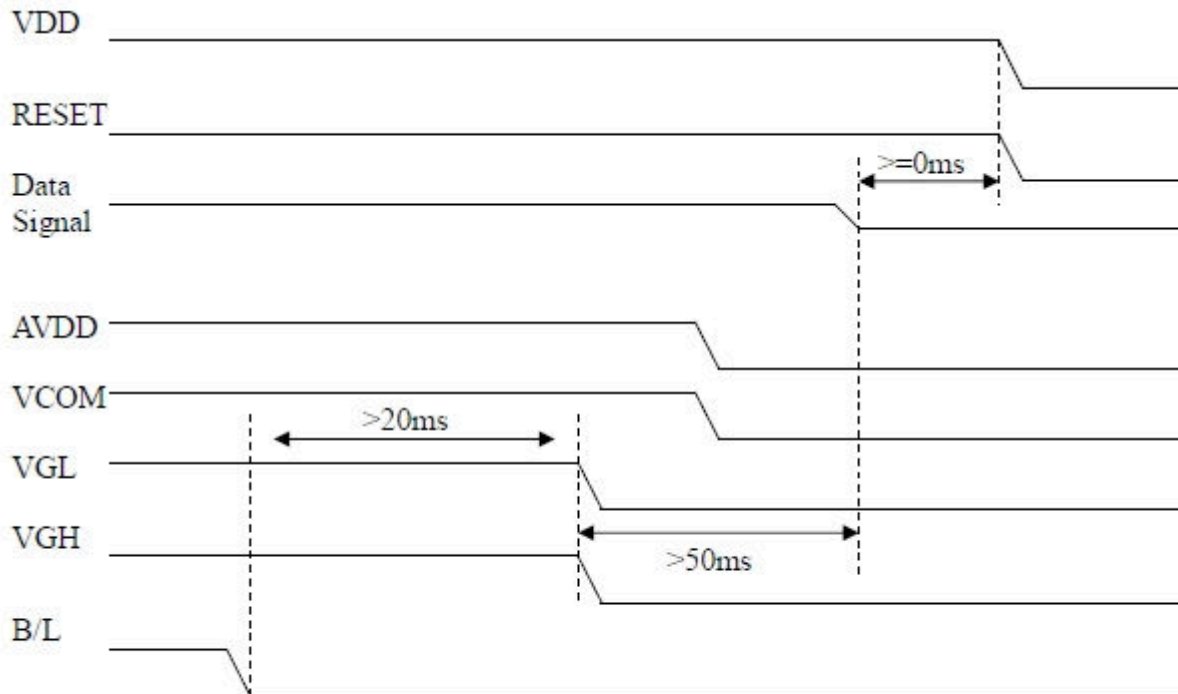 VDD
RESET
>=0ms
Data
Signal
AVDD
VCOM
>20ms
VGL
VGH
>50ms
B/L